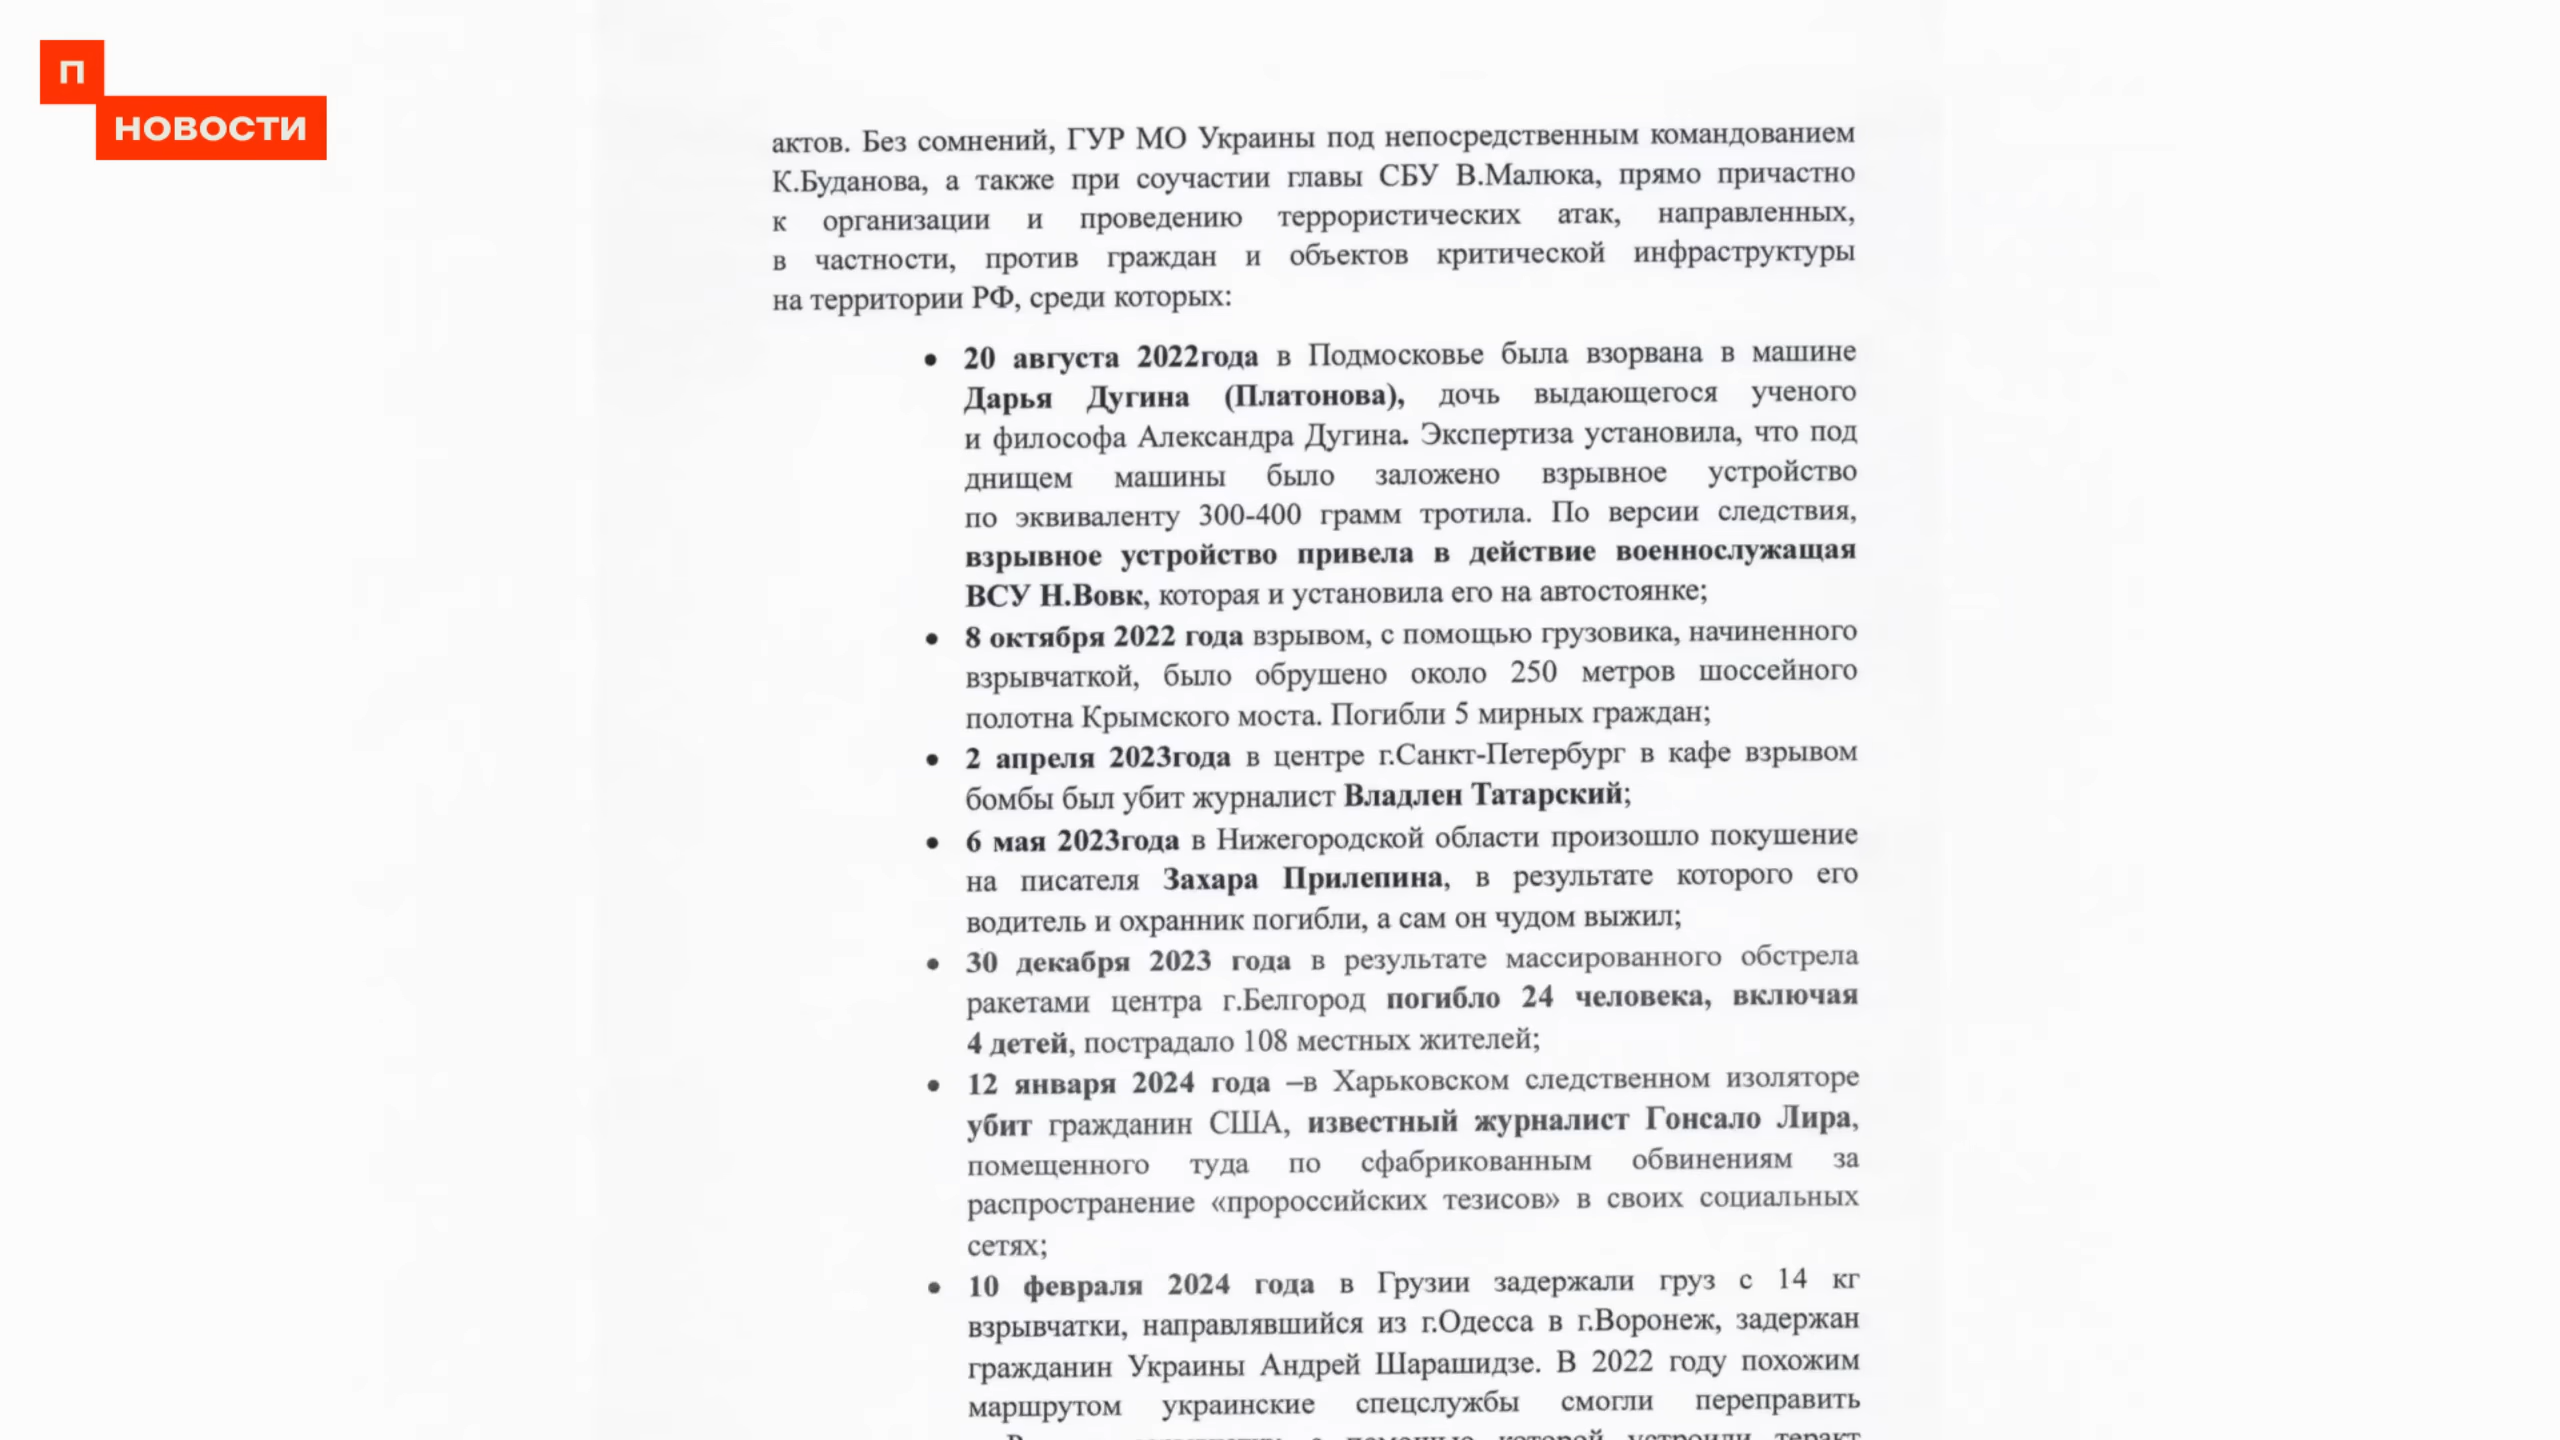 П
НОВОСТИ
актов. Без сомнений, ГУР МО Украины под непосредственным командованием
К.Буданова, а также при соучастии главы СБУ В.Малюка, прямо причастно
к организации и проведению террористических атак, направленных,
в частности, против граждан и объектов критической инфраструктуры
на территории РФ, среди которых:
• 20 августа 2022года в Подмосковье была взорвана в машине
Дарья Дугина (Платонова), дочь выдающегося ученого
и философа Александра Дугина. Экспертиза установила, что под
днищем машины было заложено взрывное устройство
по эквиваленту 300-400 грамм тротила. По версии следствия,
взрывное устройство привела в действие военнослужащая
ВСУ Н.Вовк, которая и установила его на автостоянке;
• 8 октября 2022 года взрывом, с помощью грузовика, начиненного
взрывчаткой, было обрушено около 250 метров шоссейного
полотна Крымского моста. Погибли 5 мирных граждан;
• 2 апреля 2023года в центре г.Санкт-Петербург в кафе взрывом
бомбы был убит журналист Владлен Татарский;
• 6 мая 2023года в Нижегородской области произошло покушение
на писателя Захара Прилепина, в результате которого его
водитель и охранник погибли, а сам он чудом выжил;
• 30 декабря 2023 года в результате массированного обстрела
ракетами центра г.Белгород погибло 24 человека, включая
4 детей, пострадало 108 местных жителей;
• 12 января 2024 года –в Харьковском следственном изоляторе
убит гражданин США, известный журналист Гонсало Лира,
помещенного туда по сфабрикованным обвинениям за
распространение «пророссийских тезисов» в своих социальных
сетях;
• 10 февраля 2024 года в Грузии задержали груз с 14 кг
взрывчатки, направлявшийся из г.Одесса в г.Воронеж, задержан
гражданин Украины Андрей Шарашидзе. В 2022 году похожим
маршрутом украинские спецслужбы смогли переправить
с помощью которой устроили теракт